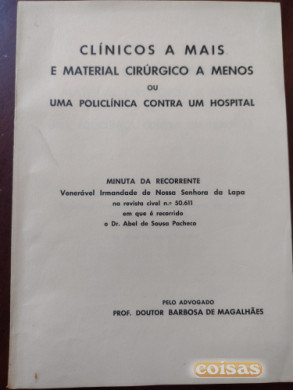 CLÍNICOS A MAIS
E MATERIAL CIRÚRGICO A MENOS
OU
UMA POLICLÍNICA CONTRA UM HOSPITAL
MINUTA DA RECORRENTE
Venerável Irmandade de Nossa Senhora da Lapa
na revista cível n.º 50.611
em que é recorrido
o Dr. Abel de Sousa Pacheco
PELO ADVOGADO
PROF. DOUTOR BARBOSA DE MAGALHÃES
coisas